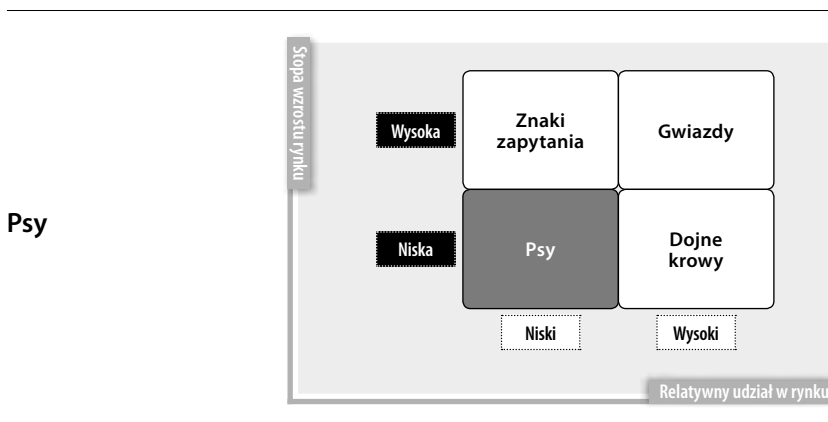 Stopa wzrostu rynku
Wysoka
Znaki
zapytania
Gwiazdy
Psy
Niska
Psy
Dojne
krowy
Niski
Wysoki
Relatywny udział w rynku